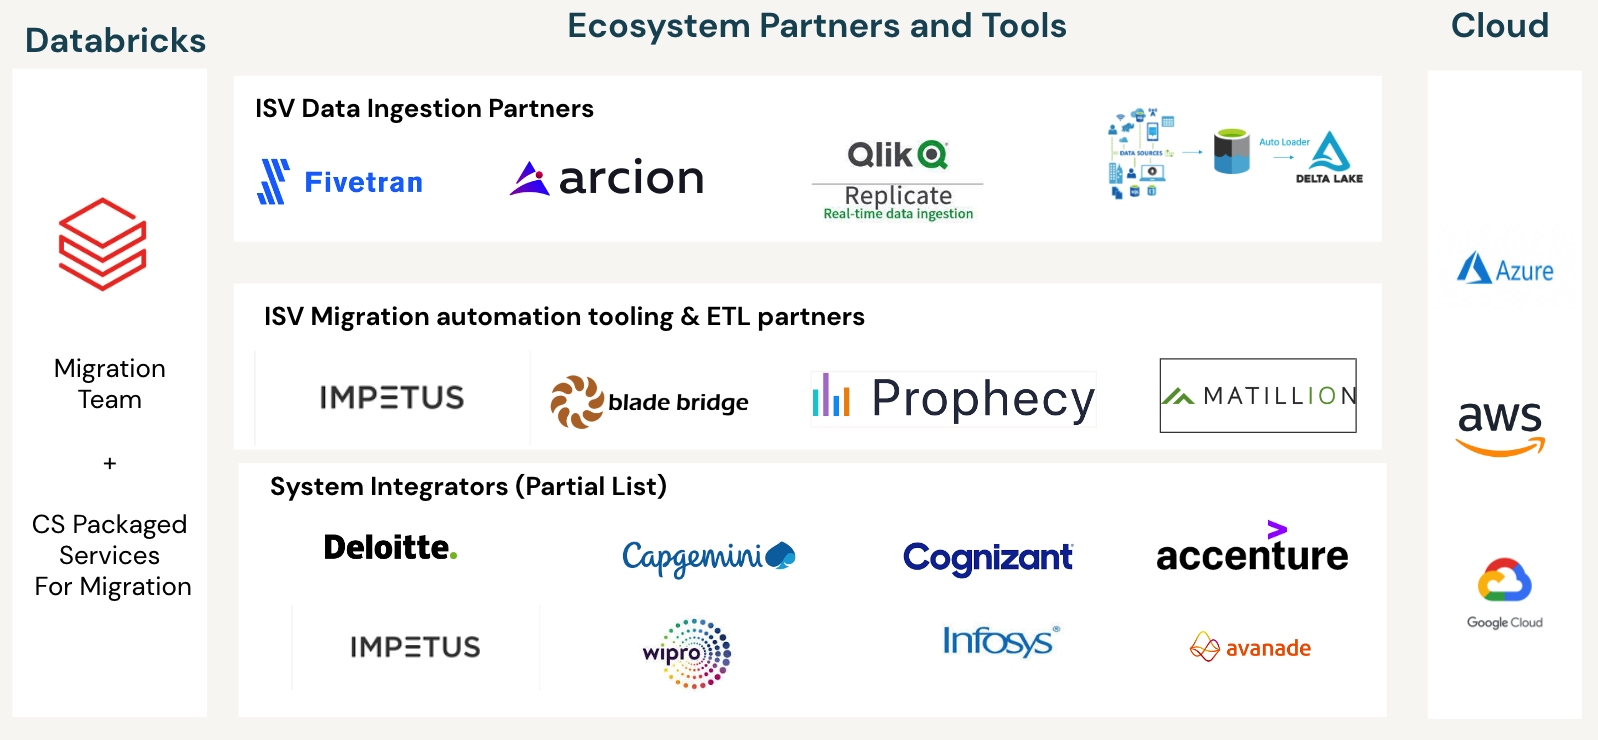 Databricks
Ecosystem Partners and Tools
Cloud
Migration
Team
+
CS Packaged
Services
For Migration
ISV Data Ingestion Partners
Fivetran
arcion
Qlik
Replicate
Real-time data ingestion
DATA SOURCES
Auto Loader
DELTA LAKE
ISV Migration automation tooling & ETL partners
IMPETUS
blade bridge
Prophecy
MATILLION
System Integrators (Partial List)
Deloitte.
Capgemini
Cognizant
accenture
IMPETUS
wipro
Infosys®
avanade
Azure
aws
Google Cloud